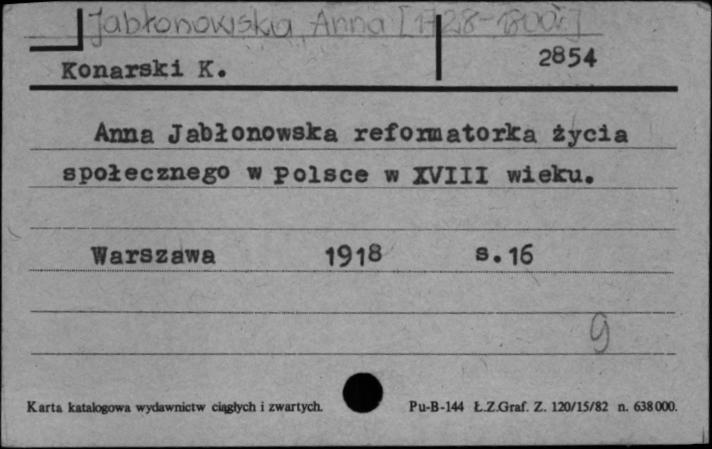 Jabłonowska Anna [1728-1800]
Konarski K.
2854
Anna Jabłonowska reformatorka życia
społecznego w Polsce w XVIII wieku.
Warszawa 1918 s.16
9
Karta katalogowa wydawnictw ciągłych i zwartych. Pu-B-144 Ł.Z.Graf. Z. 120/15/82 n. 638000.